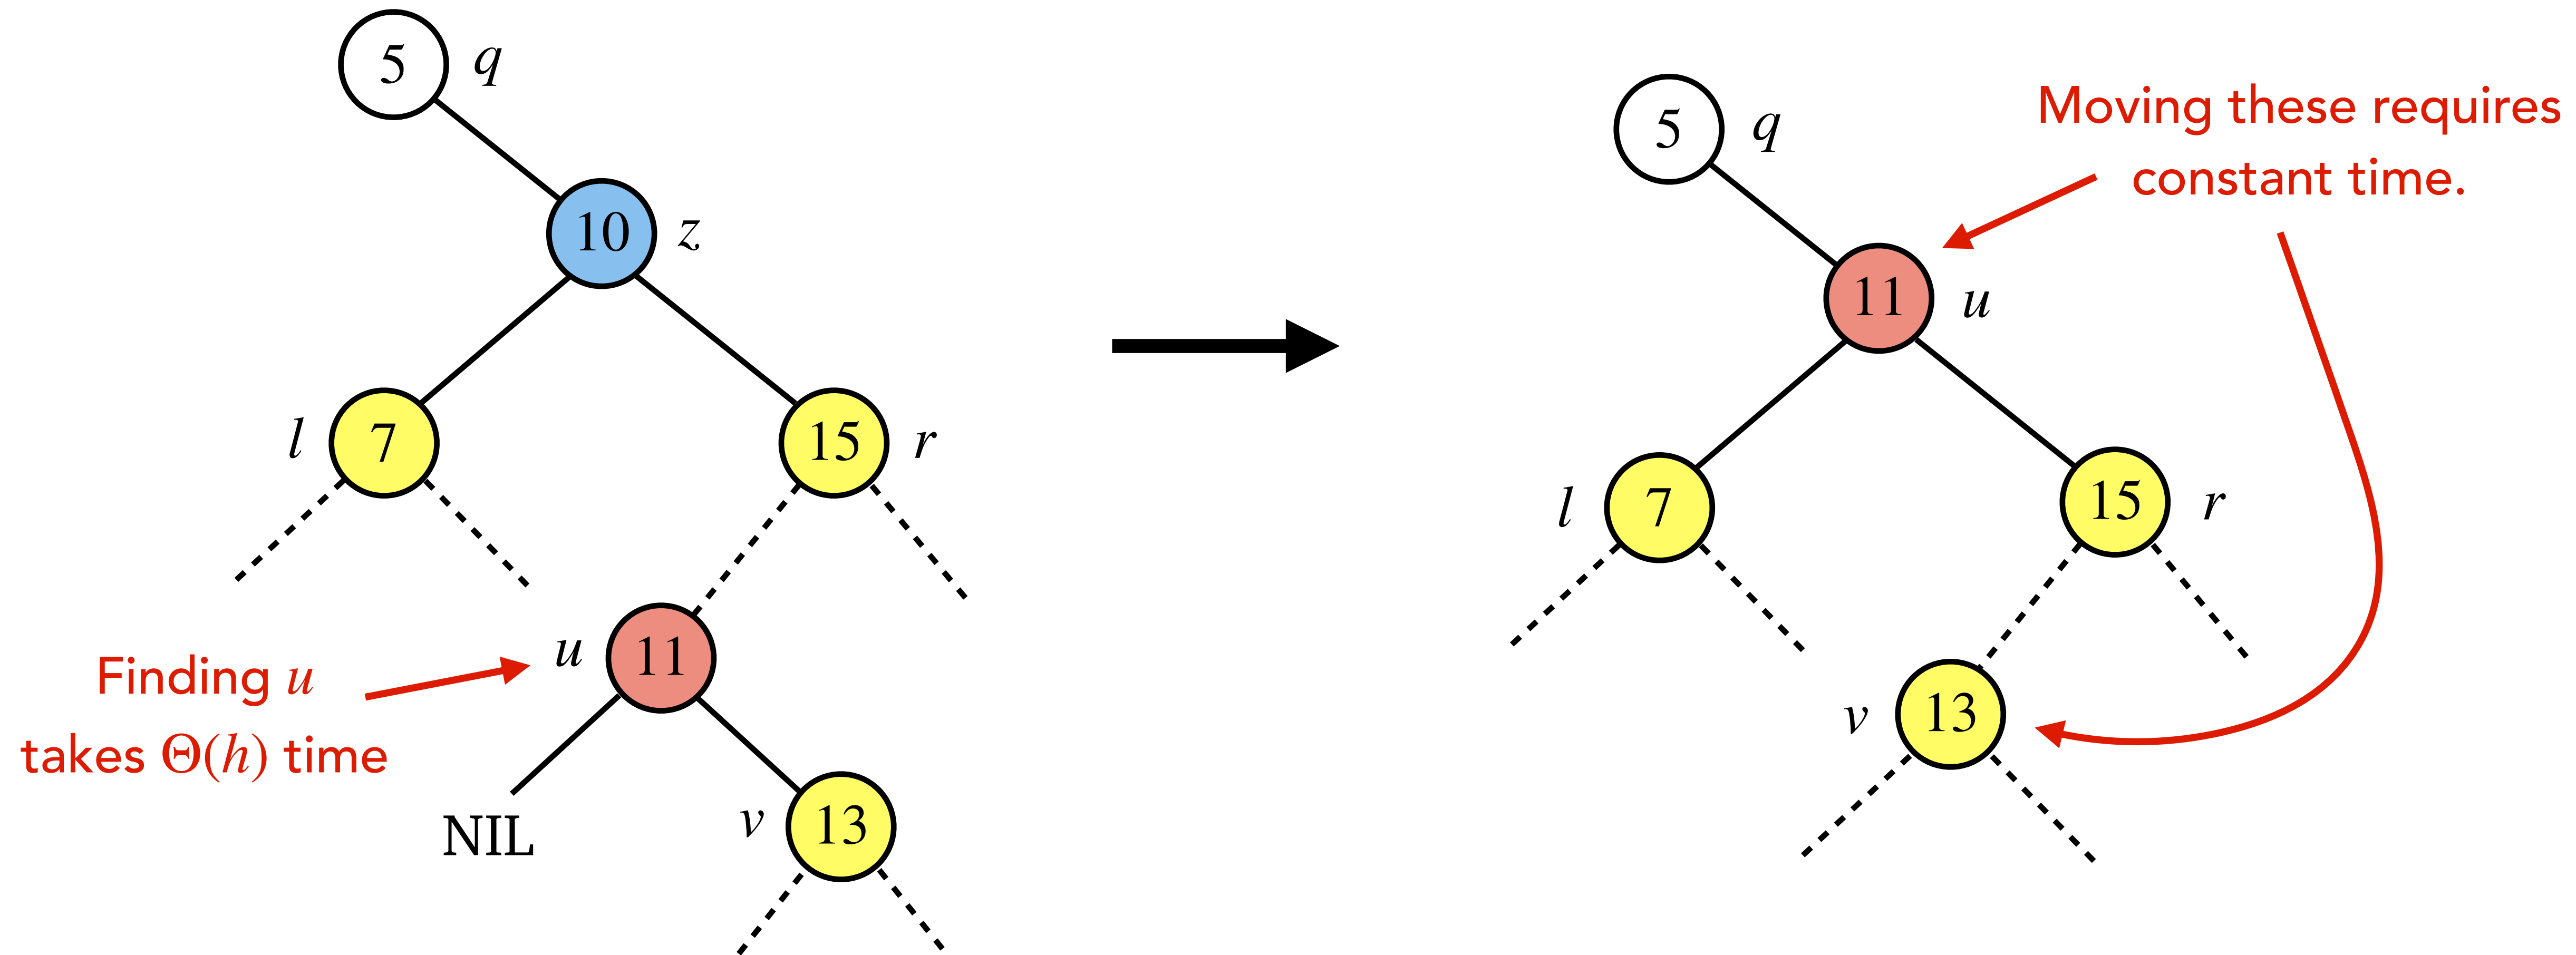 5 q
10 z
l 7
15 r
u 11
Finding u
takes Θ(h) time
NIL
v 13
5 q
Moving these requires
constant time.
11 u
l 7
15 r
v 13